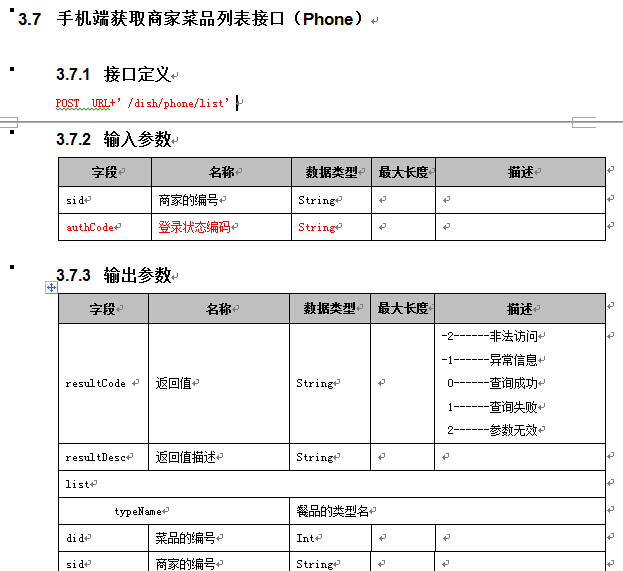 3.7 手机端获取商家菜品列表接口（Phone）
3.7.1 接口定义
POST URL+’/dish/phone/list’
3.7.2 输入参数
字段 名称 数据类型 最大长度 描述
sid 商家的编号 String
authCode 登录状态编码 String
3.7.3 输出参数
字段 名称 数据类型 最大长度 描述
-2------非法访问
-1------异常信息
resultCode 返回值 String 0------查询成功
1------查询失败
2------参数无效
resultDesc 返回值描述 String
list
typeName 餐品的类型名
did 菜品的编号 Int
sid 商家的编号 String